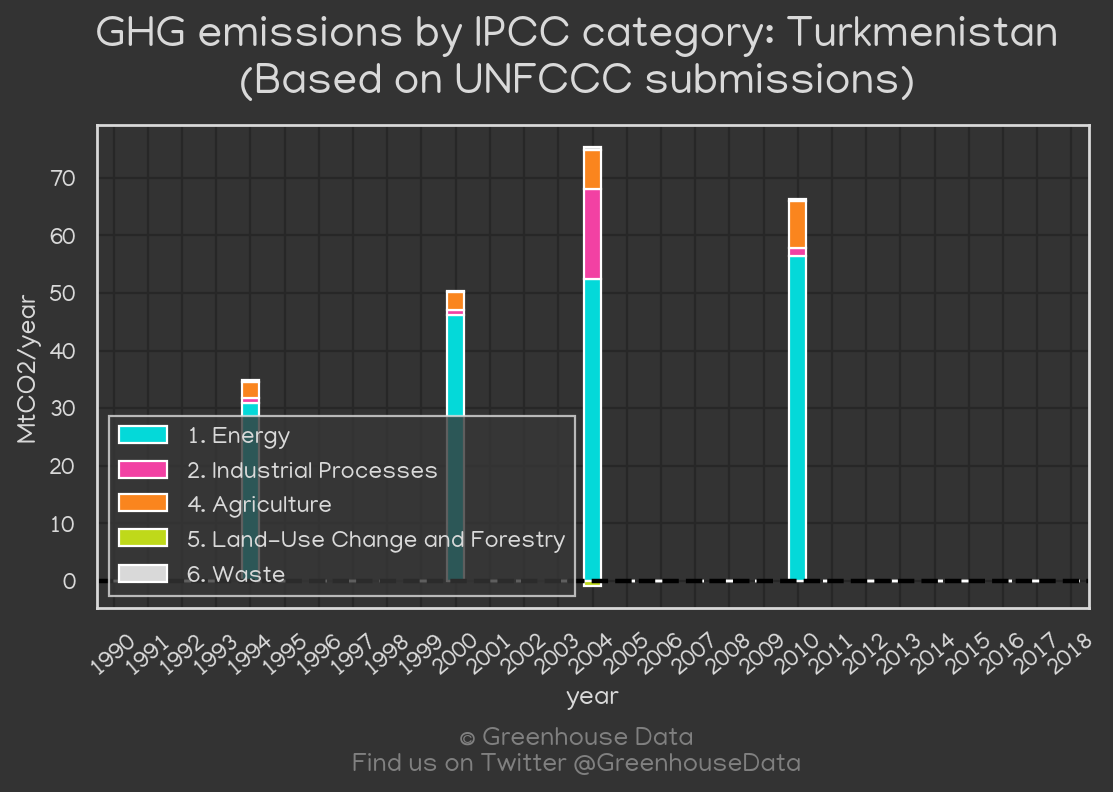 GHG emissions by IPCC category: Turkmenistan
(Based on UNFCCC submissions)
MtCO2/year
70
60
50
40
30
20
10
0
1. Energy
2. Industrial Processes
4. Agriculture
5. Land-Use Change and Forestry
6. Waste
1990 1991 1992 1993 1994 1995 1996 1997 1998 1999 2000 2001 2002 2003 2004 2005 2006 2007 2008 2009 2010 2011 2012 2013 2014 2015 2016 2017 2018
year
© Greenhouse Data
Find us on Twitter @GreenhouseData